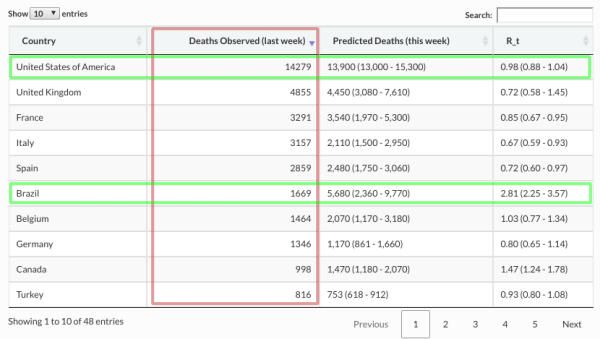 Show 10 entries Search:
Country Deaths Observed (last week) Predicted Deaths (this week) R_t
United States of America 14279 13,900 (13,000 - 15,300) 0.98 (0.88 - 1.04)
United Kingdom 4855 4,450 (3,080 - 7,610) 0.72 (0.58 - 1.45)
France 3291 3,540 (1,970 - 5,300) 0.85 (0.67 - 0.95)
Italy 3157 2,110 (1,500 - 2,950) 0.67 (0.59 - 0.93)
Spain 2859 2,480 (1,750 - 3,060) 0.72 (0.60 - 0.97)
Brazil 1669 5,680 (2,360 - 9,770) 2.81 (2.25 - 3.57)
Belgium 1464 2,070 (1,170 - 3,180) 1.03 (0.77 - 1.34)
Germany 1346 1,170 (861 - 1,660) 0.80 (0.65 - 1.14)
Canada 998 1,470 (1,180 - 2,070) 1.47 (1.24 - 1.78)
Turkey 816 753 (618 - 912) 0.93 (0.80 - 1.08)
Showing 1 to 10 of 48 entries Previous 1 2 3 4 5 Next